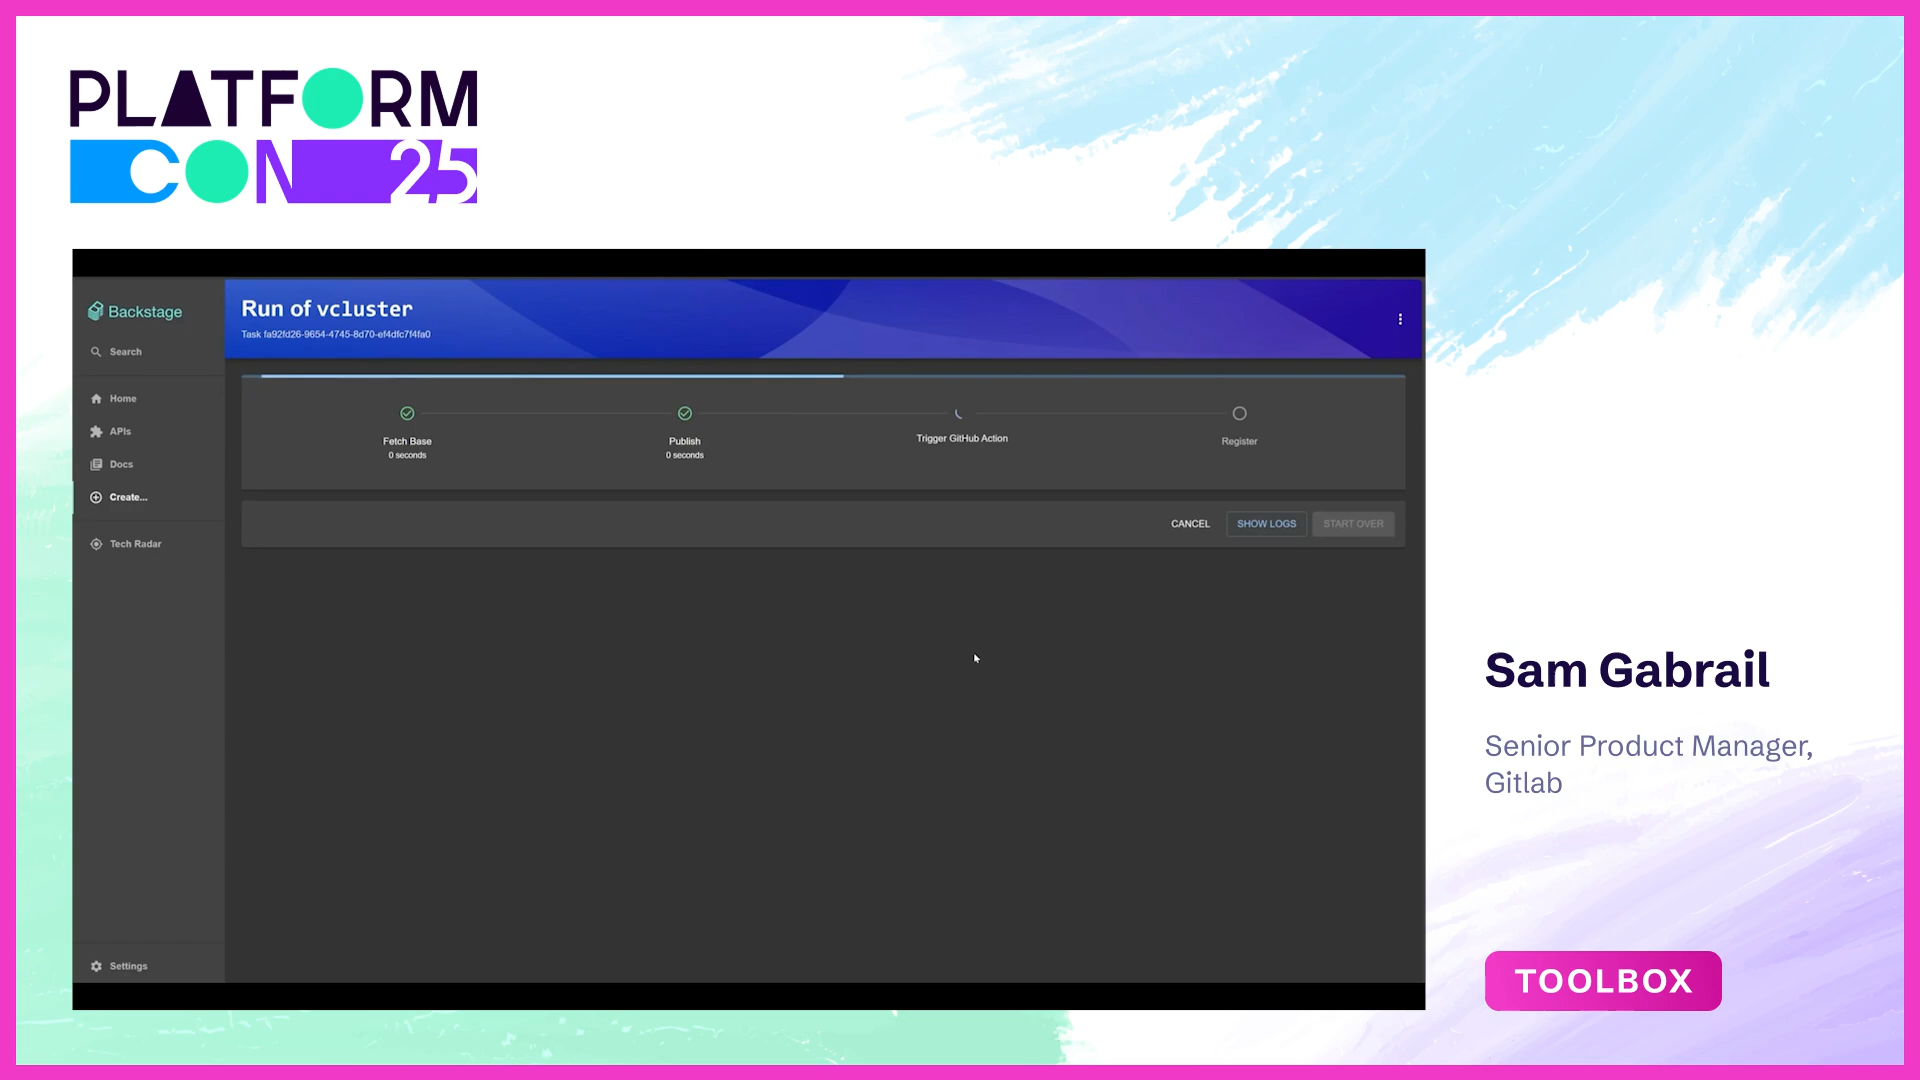 PLATFORM
CON 25
Backstage
Search
Home
APIs
Docs
Create...
Tech Radar
Settings
Run of vcluster
Task fa92fd26-9654-4745-8d70-ef4dfc7f4fa0
Fetch Base
0 seconds
Publish
0 seconds
Trigger GitHub Action
Register
CANCEL
SHOW LOGS
START OVER
Sam Gabrail
Senior Product Manager,
Gitlab
TOOLBOX